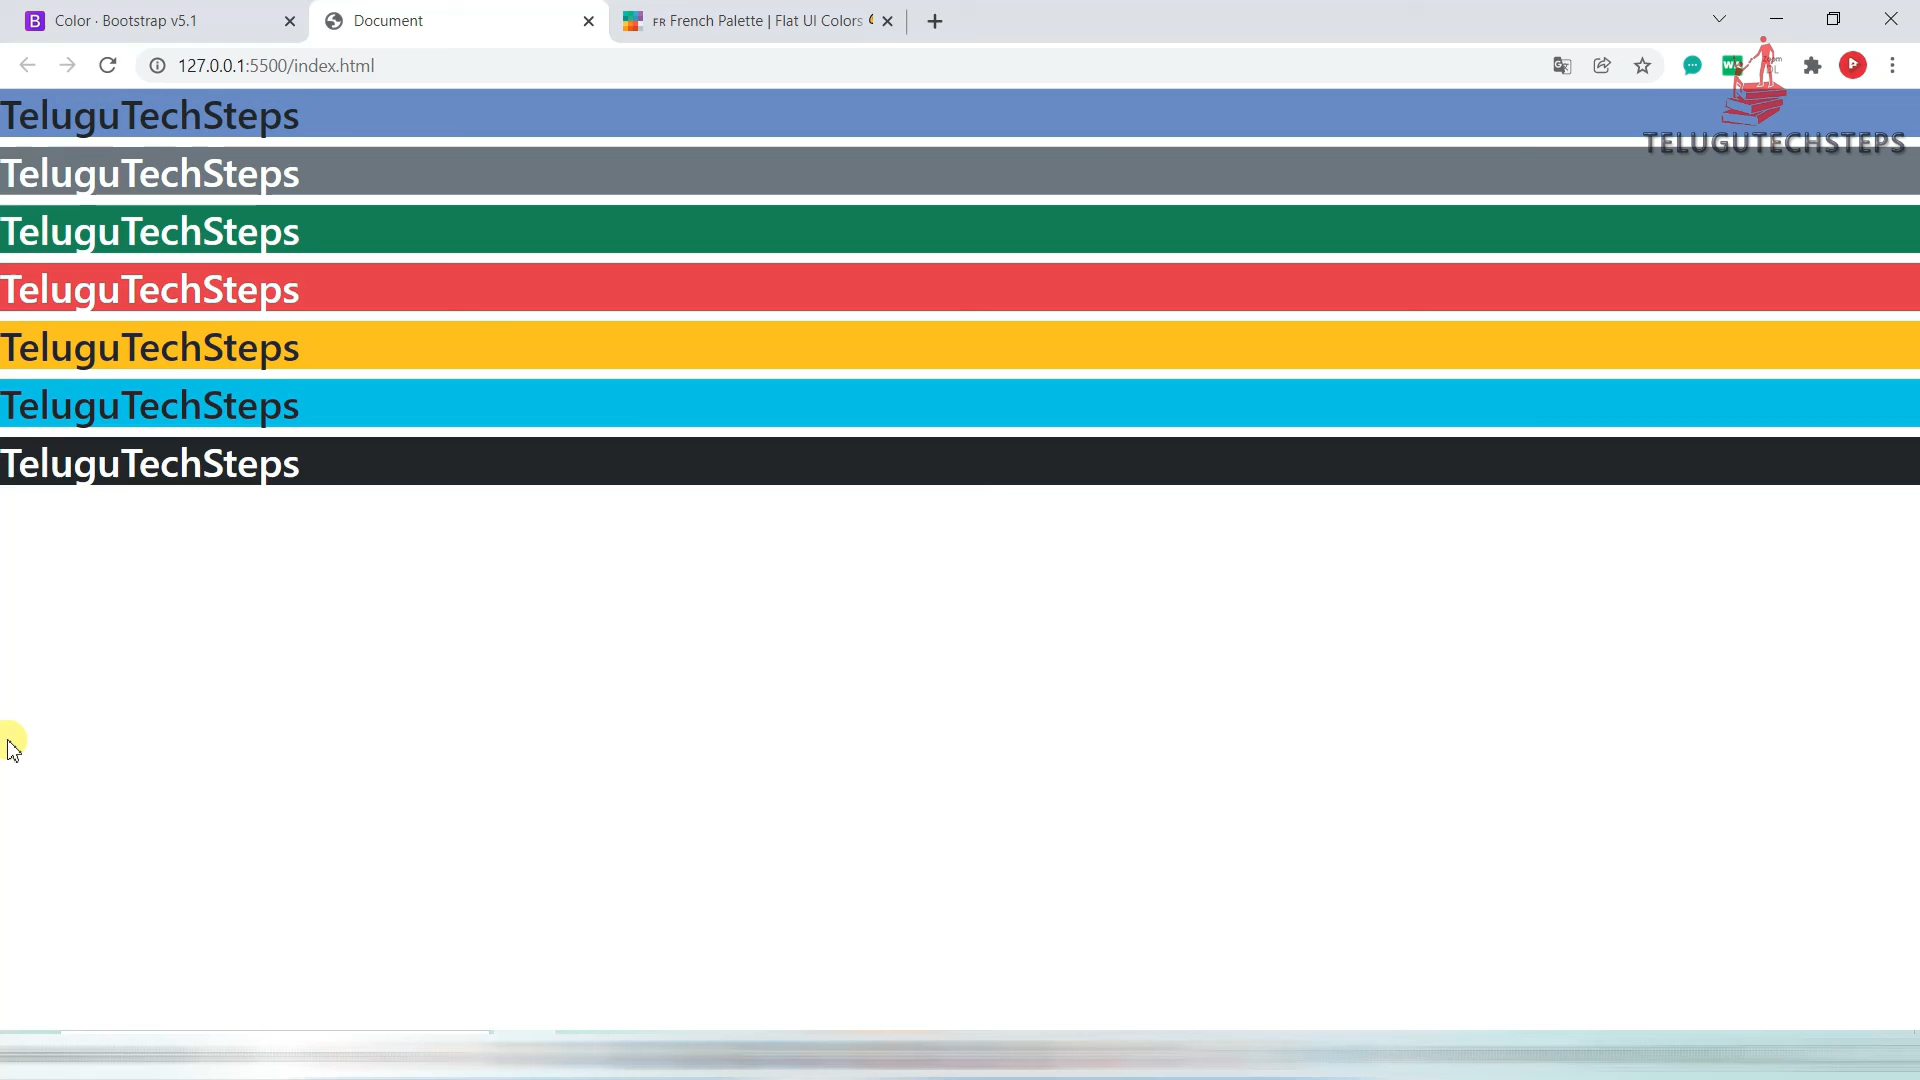 Color · Bootstrap v5.1
Document
FR French Palette | Flat UI Colors
127.0.0.1:5500/index.html
TELUGUTECHSTEPS
TeluguTechSteps
TeluguTechSteps
TeluguTechSteps
TeluguTechSteps
TeluguTechSteps
TeluguTechSteps
TeluguTechSteps